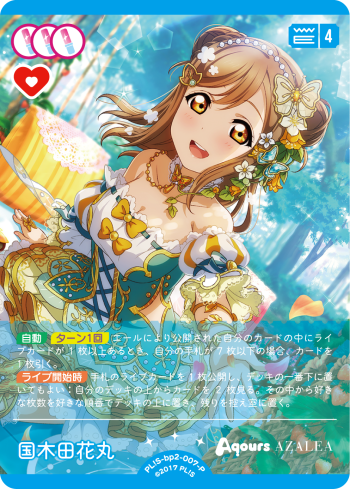 4
自動 ターン1回 エールにより公開された自分のカードの中にライブカードが1枚以上あるとき、自分の手札が7枚以下の場合、カードを1枚引く。
ライブ開始時 手札のライブカードを1枚公開し、デッキの一番下に置いてもよい:自分のデッキの上からカードを2枚見る。その中から好きな枚数を好きな順番でデッキの上に置き、残りを控え室に置く。
国木田花丸
Aqours AZALEA
PL!S-bp2-007-P
©2017 PL!S